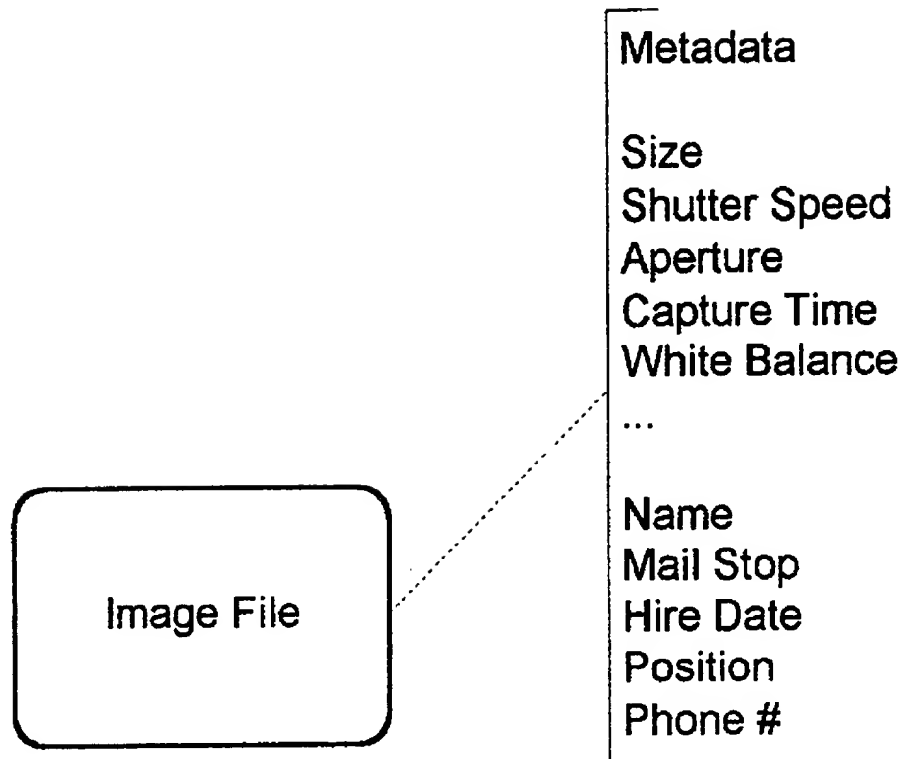 Metadata
Size
Shutter Speed
Aperture
Capture Time
White Balance
...
Name
Mail Stop
Hire Date
Position
Phone #
Image File